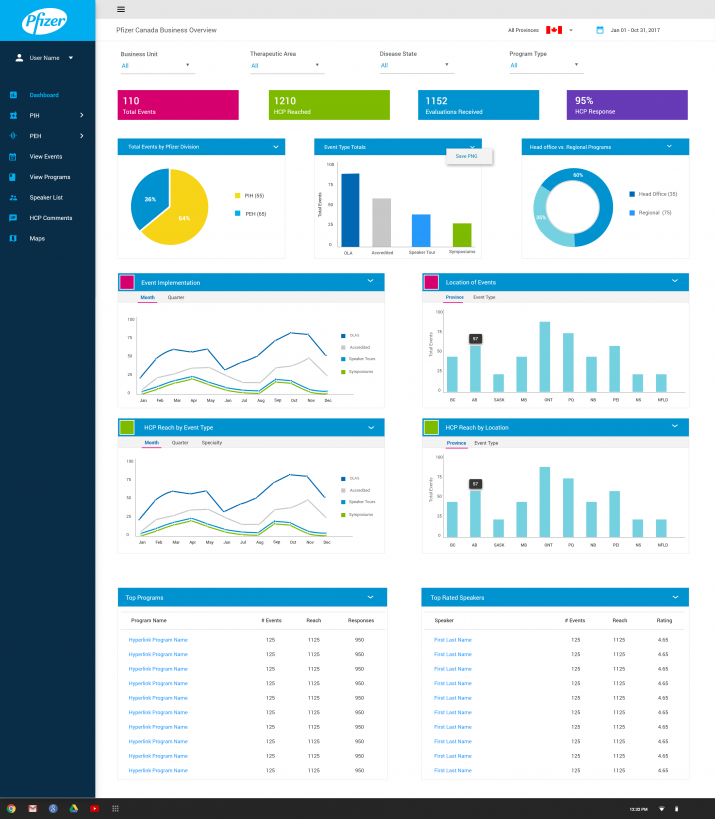 Pfizer
User Name
Dashboard
PIH
PEH
View Events
View Programs
Speaker List
HCP Comments
Maps
Pfizer Canada Business Overview
All Provinces
Jan 01 - Oct 31, 2017
Business Unit
All
Therapeutic Area
All
Disease State
All
Program Type
All
110
Total Events
1210
HCP Reached
1152
Evaluations Received
95%
HCP Response
Total Events by Pfizer Division
36%
64%
PIH (55)
PEH (65)
Event Type Totals
Save PNG
Total Events
100
75
50
25
0
OLA
Accredited
Speaker Tour
Symposiums
Head office vs. Regional Programs
60%
36%
Head Office (35)
Regional (75)
Event Implementation
Month Quarter
100
75
50
25
0
Jan Feb Mar Apr May Jun Jul Aug Sep Oct Nov Dec
OLAs
Accredited
Speaker Tours
Symposiums
Location of Events
Province Event Type
Total Events
100
75
50
25
0
57
BC AB SASK MB ONT PQ NB PEI NS NFLD
HCP Reach by Event Type
Month Quarter Specialty
100
75
50
25
0
Jan Feb Mar Apr May Jun Jul Aug Sep Oct Nov Dec
OLAs
Accredited
Speaker Tours
Symposiums
HCP Reach by Location
Province Event Type
Total Events
100
75
50
25
0
57
BC AB SASK MB ONT PQ NB PEI NS NFLD
Top Programs
Program Name # Events Reach Responses
Hyperlink Program Name 125 1125 950
Hyperlink Program Name 125 1125 950
Hyperlink Program Name 125 1125 950
Hyperlink Program Name 125 1125 950
Hyperlink Program Name 125 1125 950
Hyperlink Program Name 125 1125 950
Hyperlink Program Name 125 1125 950
Hyperlink Program Name 125 1125 950
Hyperlink Program Name 125 1125 950
Hyperlink Program Name 125 1125 950
Top Rated Speakers
Speaker # Events Reach Rating
First Last Name 125 1125 4.65
First Last Name 125 1125 4.65
First Last Name 125 1125 4.65
First Last Name 125 1125 4.65
First Last Name 125 1125 4.65
First Last Name 125 1125 4.65
First Last Name 125 1125 4.65
First Last Name 125 1125 4.65
First Last Name 125 1125 4.65
First Last Name 125 1125 4.65
12:30 PM